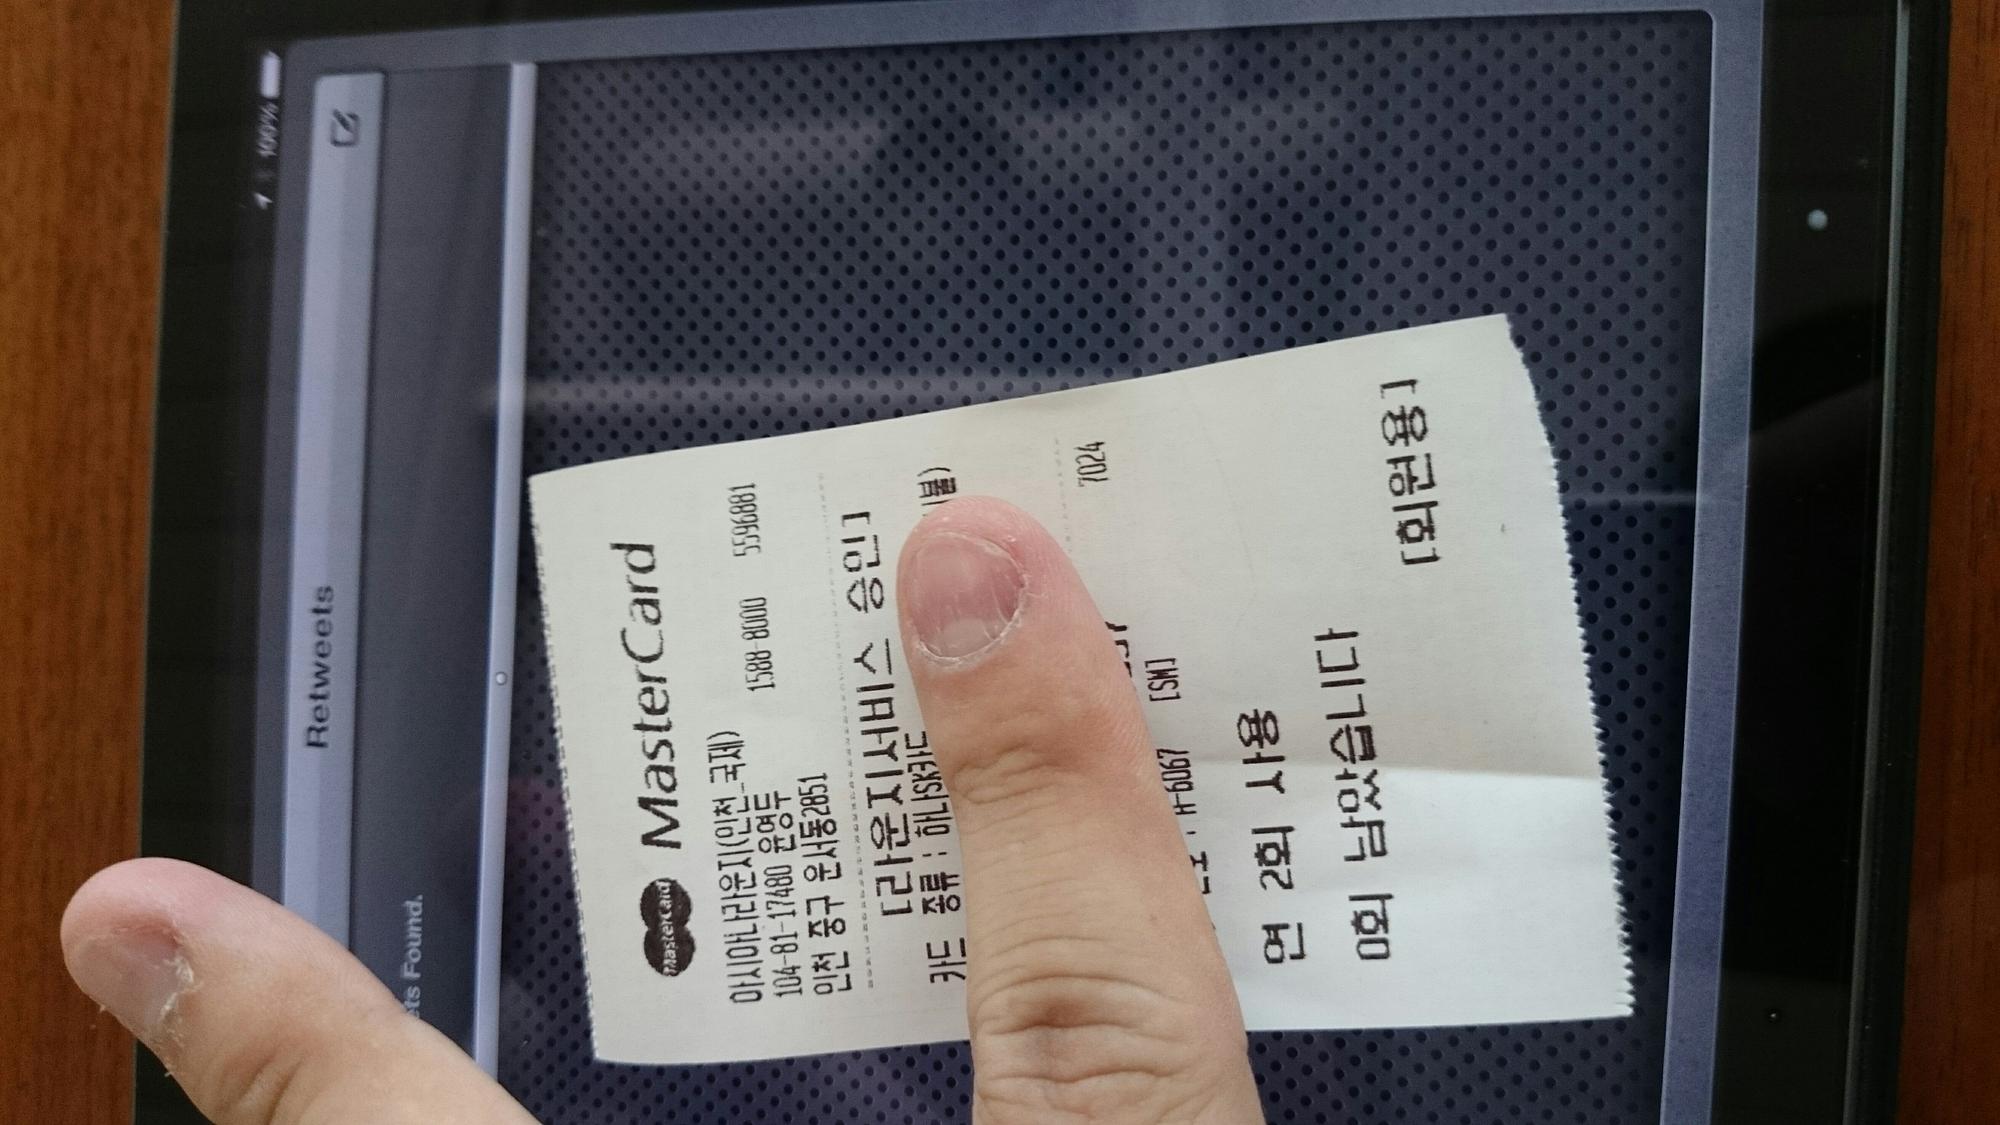 100%
Retweets
ets Found.
MasterCard MasterCard
아시아나라운지(인천_국제) 1588-8000 5596881
104-81-17480 윤영두
인천 중구 운서동2851
[라운지서비스 승인]
카드 종류 : 하나SK카드
7024
: A-6067 [SM]
연 2회 사용
0회 남았습니다
[회원용]